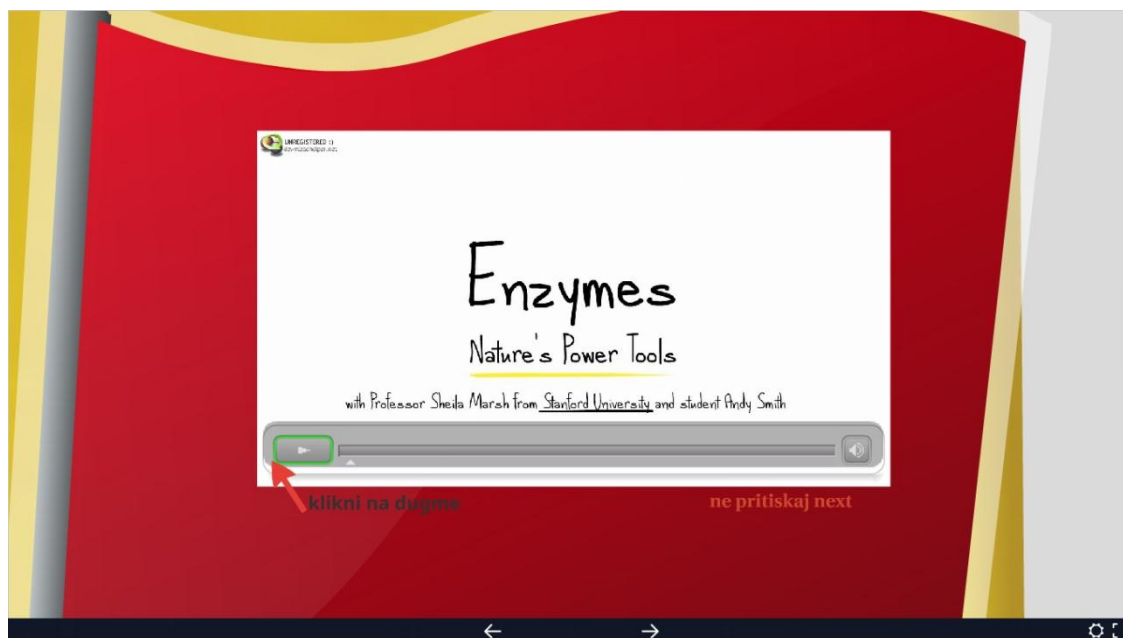 UNREGISTERED :)
Enzymes
Nature's Power Tools
with Professor Sheila Marsh from Stanford University and student Andy Smith
klikni na dugme
ne pritiskaj next